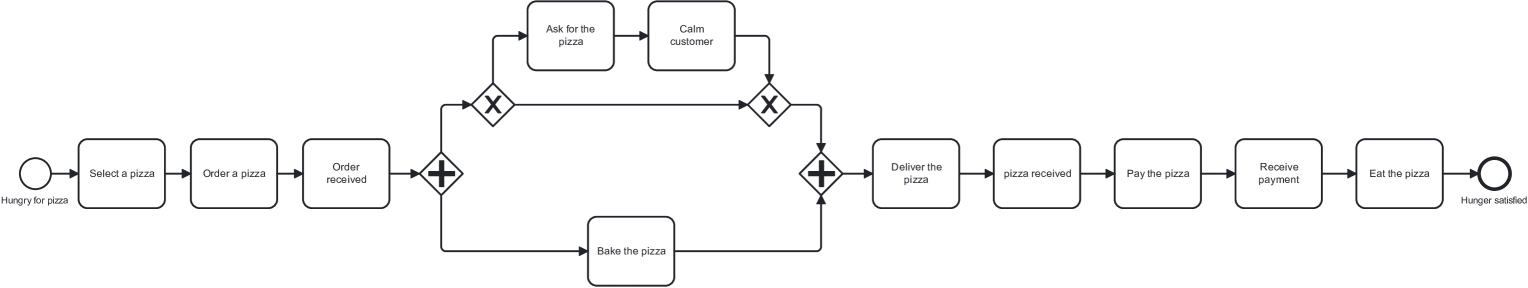 Ask for the
pizza
Calm
customer
X
X
Select a pizza
Order a pizza
Order
received
Deliver the
pizza
pizza received
Pay the pizza
Receive
payment
Eat the pizza
Hungry for pizza
Hunger satisfied
Bake the pizza